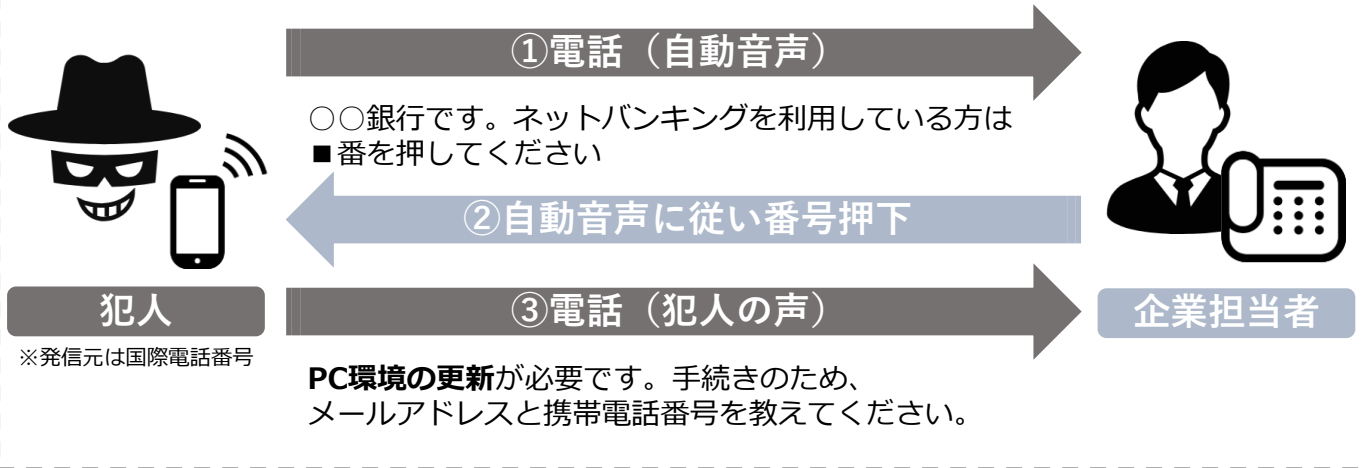 ①電話（自動音声）
○○銀行です。ネットバンキングを利用している方は
■番を押してください
②自動音声に従い番号押下
犯人
③電話（犯人の声）
企業担当者
※発信元は国際電話番号
PC環境の更新が必要です。手続きのため、
メールアドレスと携帯電話番号を教えてください。